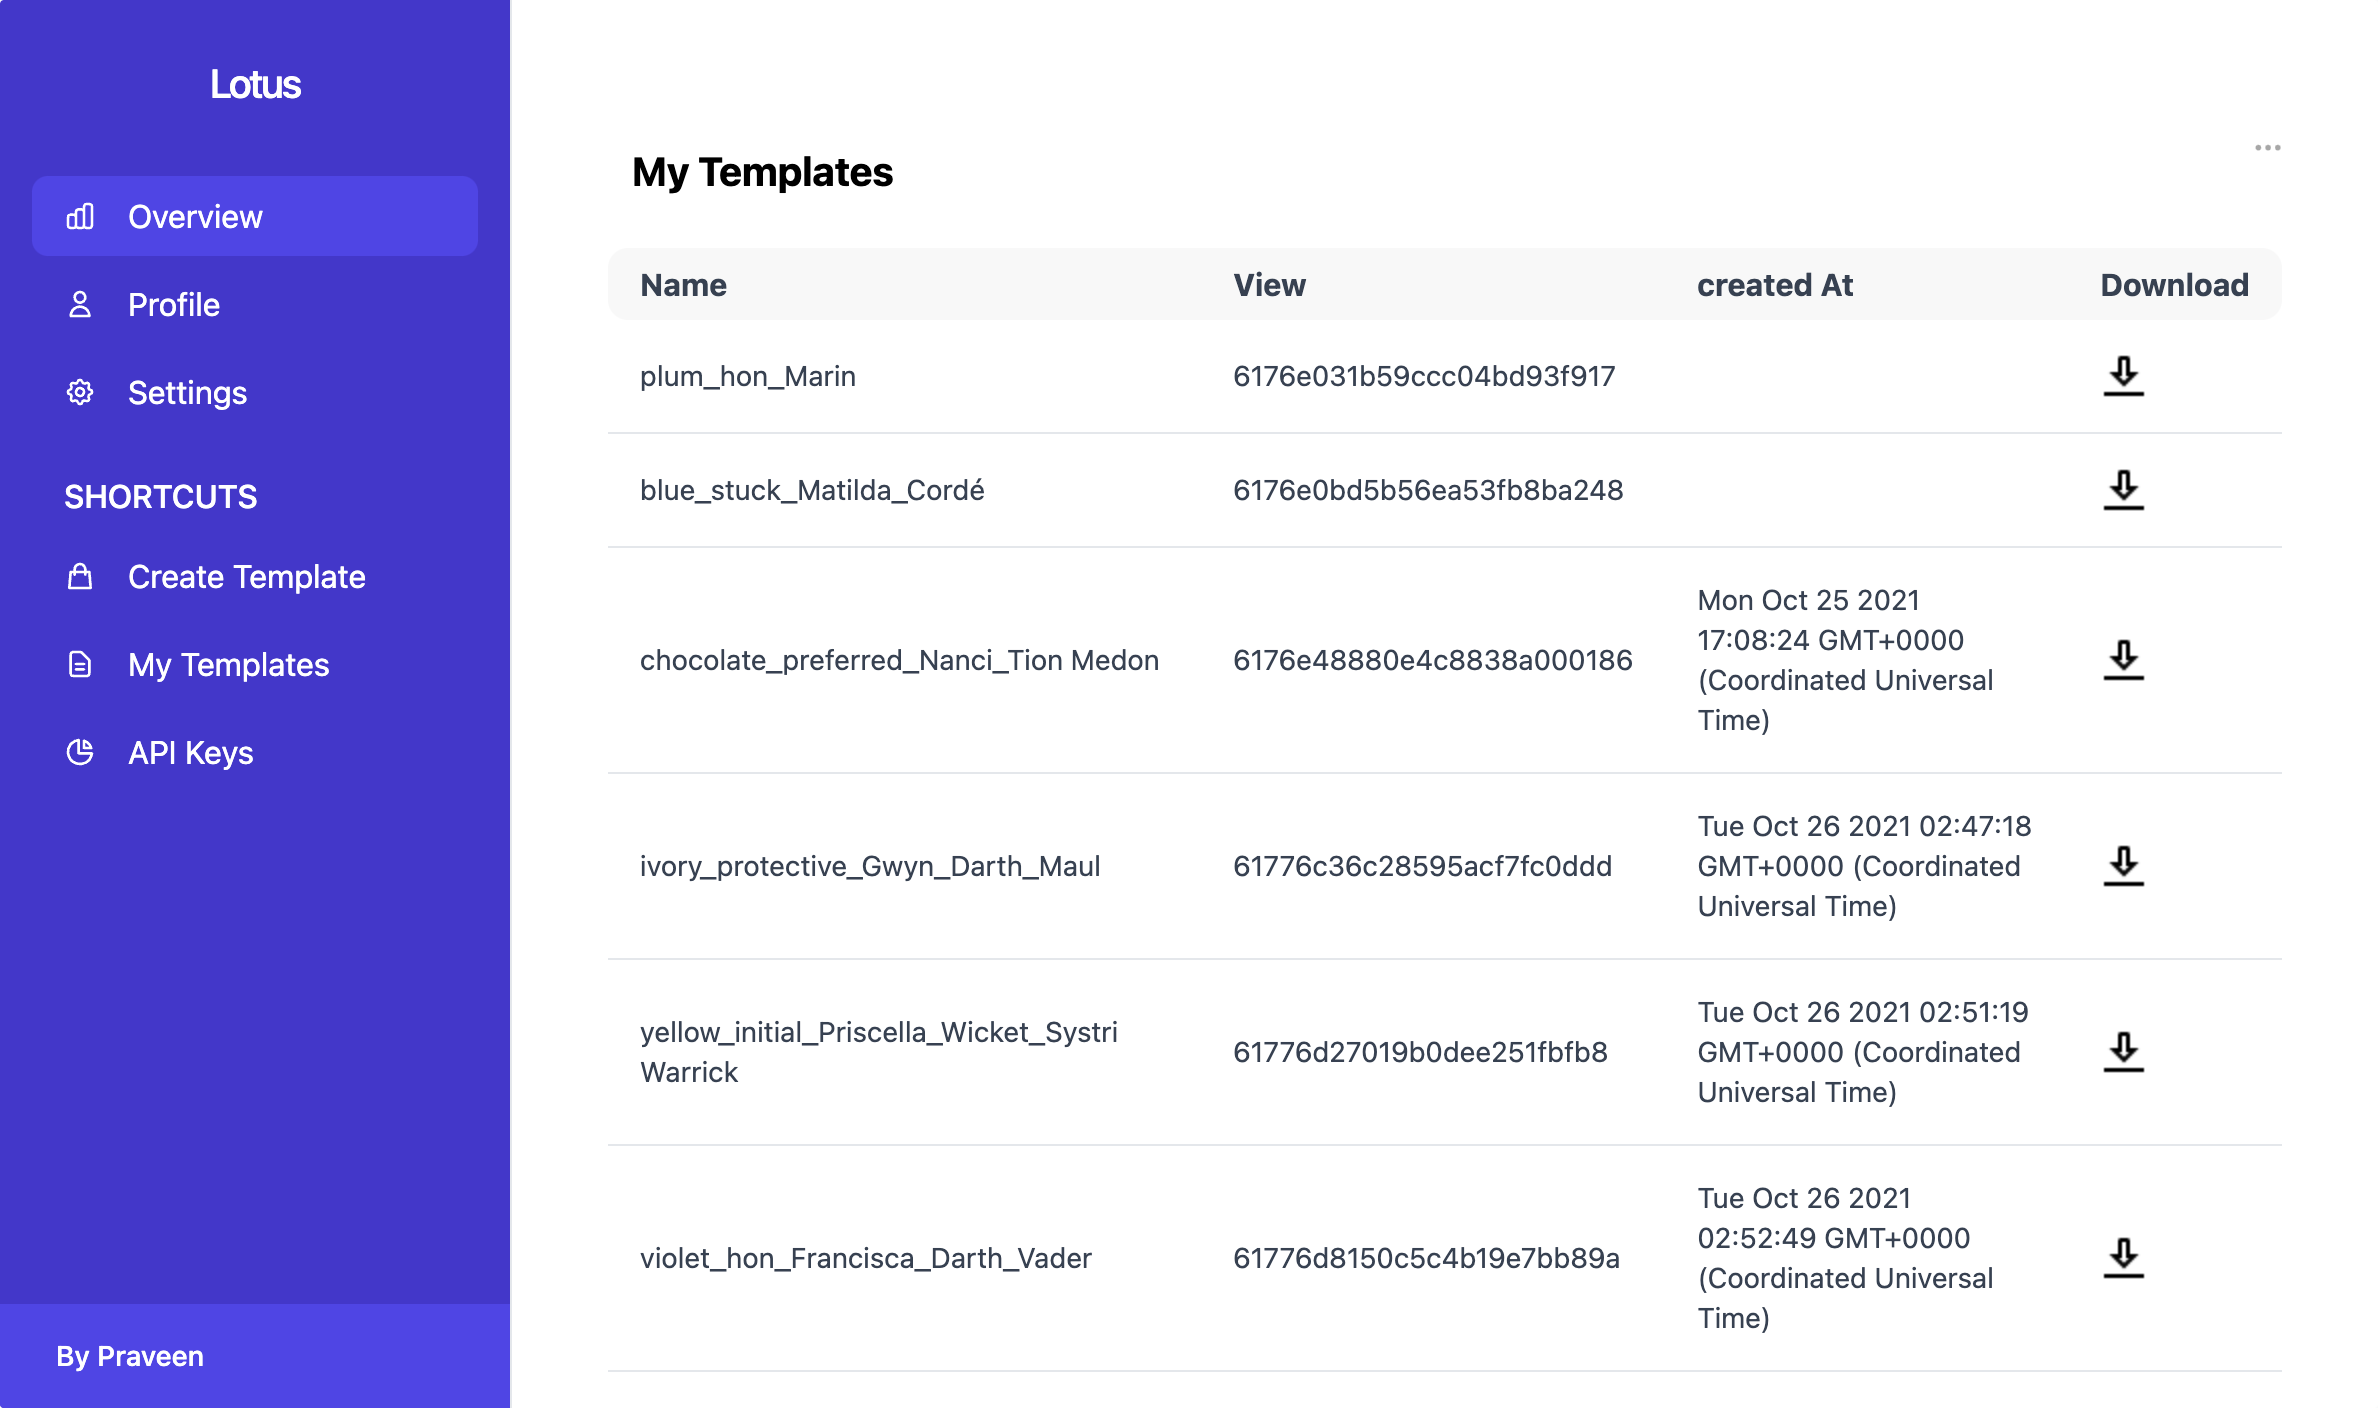 Lotus
Overview
Profile
Settings
SHORTCUTS
Create Template
My Templates
API Keys
By Praveen
My Templates
Name View created At Download
plum_hon_Marin 6176e031b59ccc04bd93f917
blue_stuck_Matilda_Cordé 6176e0bd5b56ea53fb8ba248
chocolate_preferred_Nanci_Tion Medon 6176e48880e4c8838a000186
Mon Oct 25 2021
17:08:24 GMT+0000
(Coordinated Universal
Time)
ivory_protective_Gwyn_Darth_Maul 61776c36c28595acf7fc0ddd
Tue Oct 26 2021 02:47:18
GMT+0000 (Coordinated
Universal Time)
yellow_initial_Priscella_Wicket_Systri
Warrick
61776d27019b0dee251fbfb8
Tue Oct 26 2021 02:51:19
GMT+0000 (Coordinated
Universal Time)
violet_hon_Francisca_Darth_Vader 61776d8150c5c4b19e7bb89a
Tue Oct 26 2021
02:52:49 GMT+0000
(Coordinated Universal
Time)